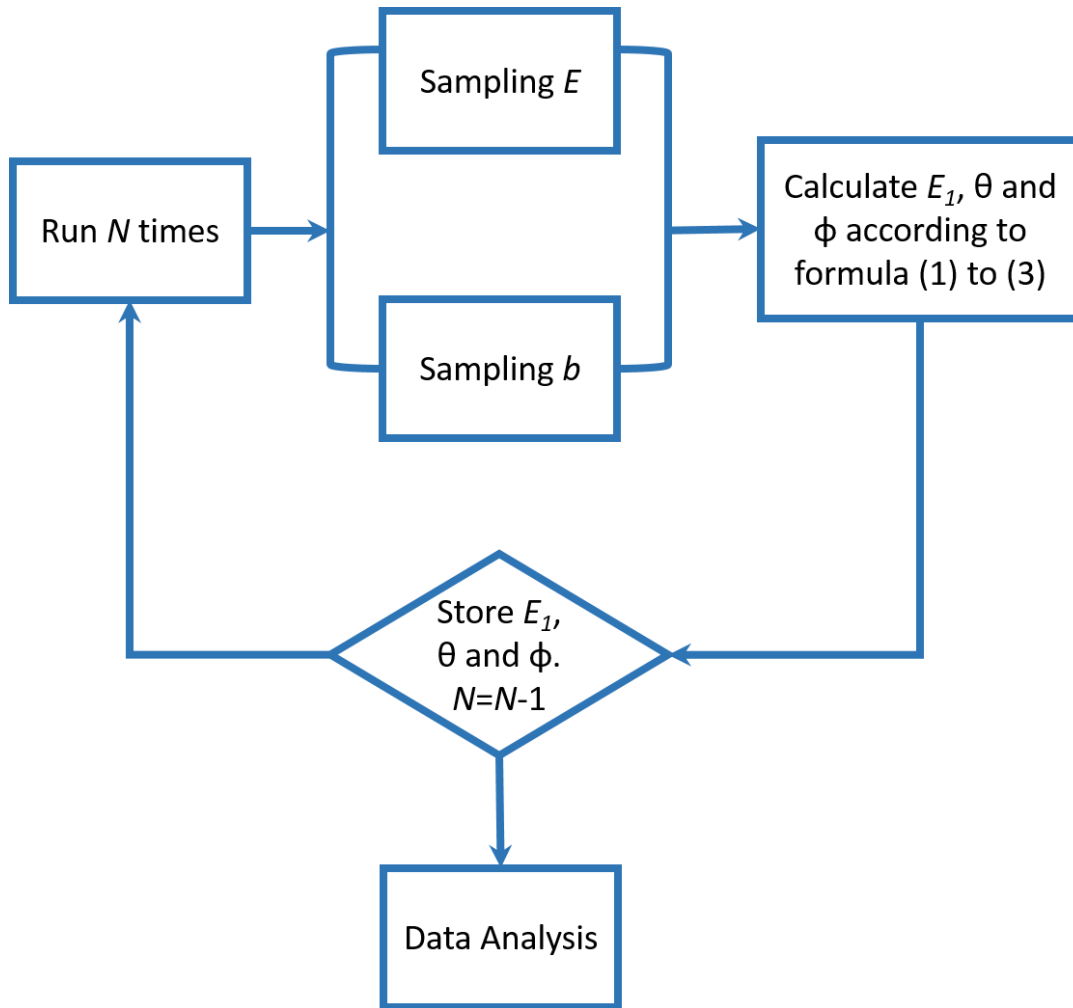 Sampling E
Run N times
Calculate E₁, θ and
ϕ according to
formula (1) to (3)
Sampling b
Store E₁,
θ and ϕ.
N=N-1
Data Analysis